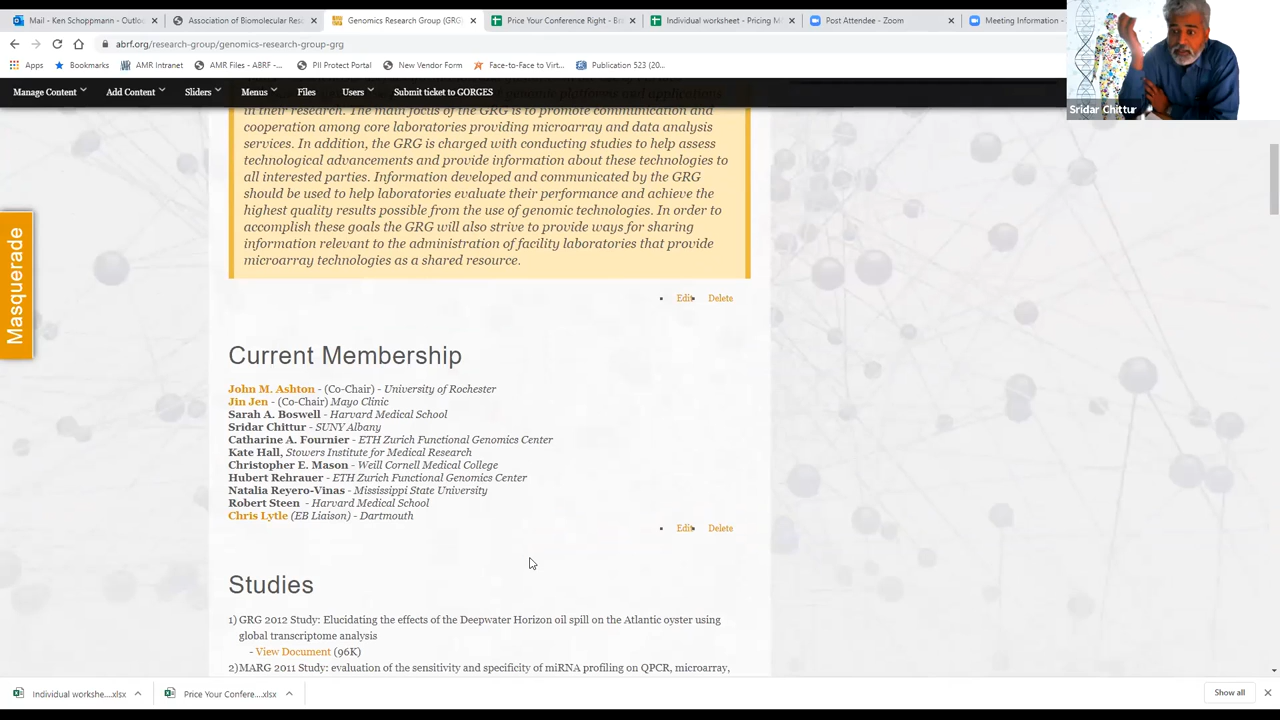 Mail - Ken Schoppmann - Outlo
Association of Biomolecular Res
Genomics Research Group (GRG
Price Your Conference Right - Br
Individual worksheet - Pricing M
Post Attendee - Zoom
Meeting Information -
abrf.org/research-group/genomics-research-group-grg
Apps
Bookmarks
AMR Intranet
AMR Files - ABRF -...
PII Protect Portal
New Vendor Form
Face-to-Face to Virt...
Publication 523 (20...
Manage Content
Add Content
Sliders
Menus
Files
Users
Submit ticket to GORGES
Sridar Chittur
Masquerade
platforms and applications
in their research. The focus of the GRG is to promote communication and
cooperation among core laboratories providing microarray and data analysis
services. In addition, the GRG is charged with conducting studies to help assess
technological advancements and provide information about these technologies to
all interested parties. Information developed and communicated by the GRG
should be used to help laboratories evaluate their performance and achieve the
highest quality results possible from the use of genomic technologies. In order to
accomplish these goals the GRG will also strive to provide ways for sharing
information relevant to the administration of facility laboratories that provide
microarray technologies as a shared resource.
Edit
Delete
Current Membership
John M. Ashton - (Co-Chair) - University of Rochester
Jin Jen - (Co-Chair) Mayo Clinic
Sarah A. Boswell - Harvard Medical School
Sridar Chittur - SUNY Albany
Catharine A. Fournier - ETH Zurich Functional Genomics Center
Kate Hall, Stowers Institute for Medical Research
Christopher E. Mason - Weill Cornell Medical College
Hubert Rehrauer - ETH Zurich Functional Genomics Center
Natalia Reyero-Vinas - Mississippi State University
Robert Steen - Harvard Medical School
Chris Lytle (EB Liaison) - Dartmouth
Edit
Delete
Studies
1) GRG 2012 Study: Elucidating the effects of the Deepwater Horizon oil spill on the Atlantic oyster using
global transcriptome analysis
- View Document (96K)
2)MARG 2011 Study: evaluation of the sensitivity and specificity of miRNA profiling on QPCR, microarray,
Individual workshe....xlsx
Price Your Confere....xlsx
Show all